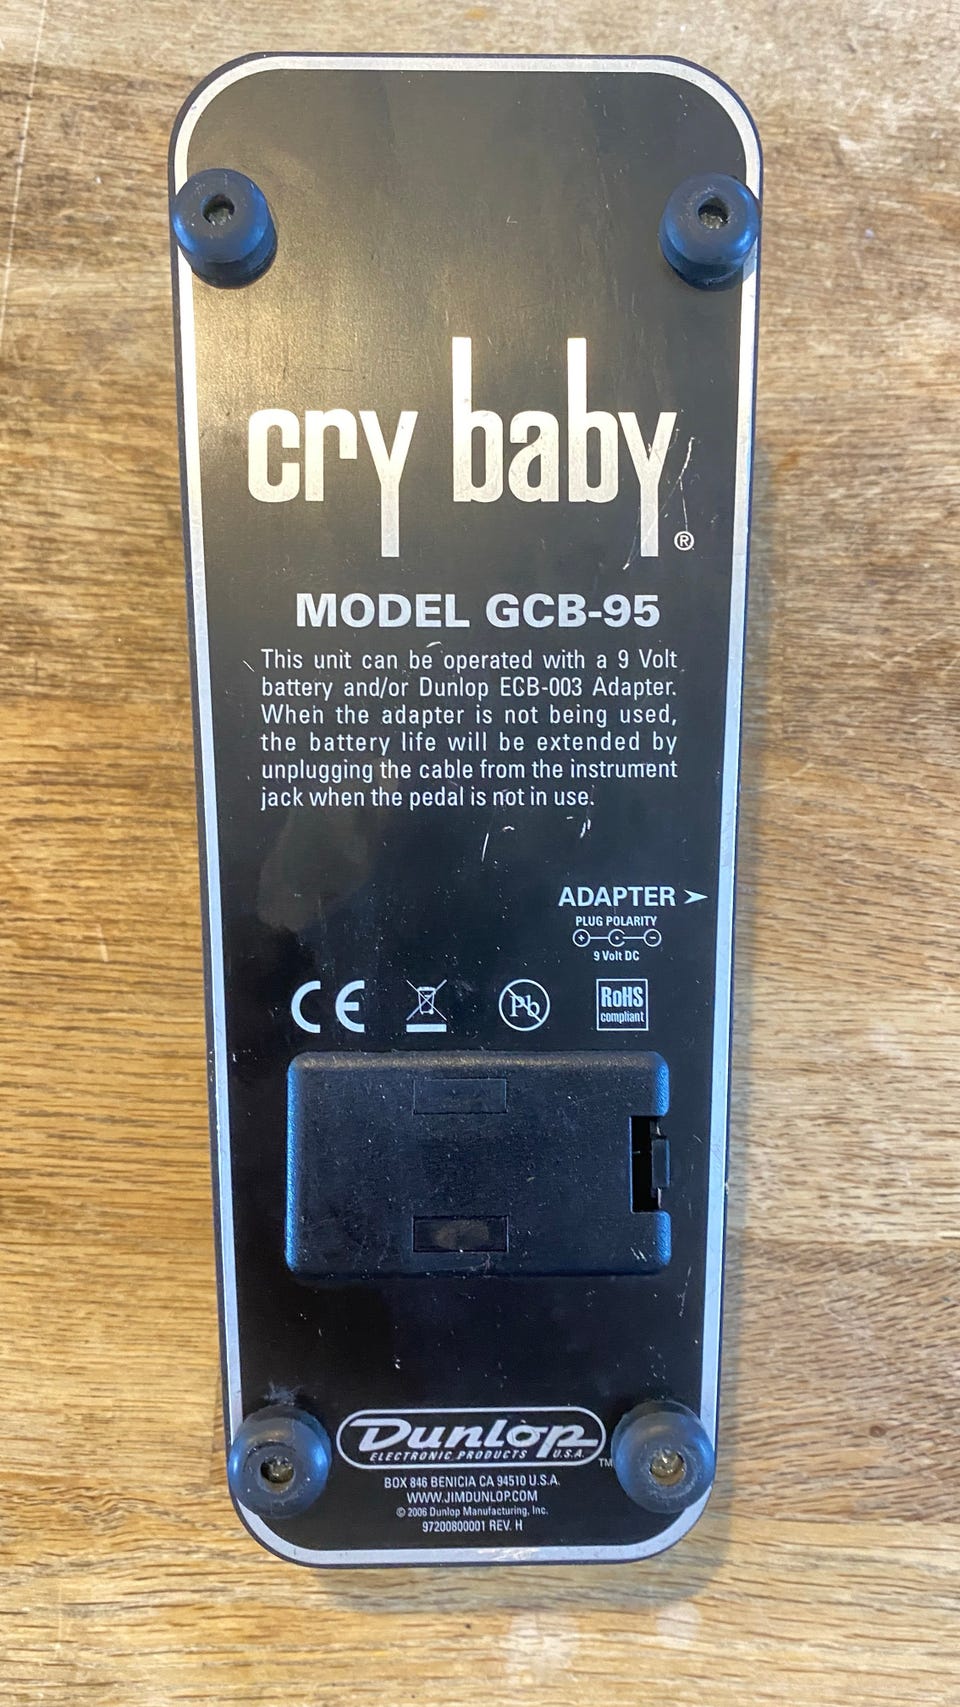 cry baby®
MODEL GCB-95
This unit can be operated with a 9 Volt
battery and/or Dunlop ECB-003 Adapter.
When the adapter is not being used,
the battery life will be extended by
unplugging the cable from the instrument
jack when the pedal is not in use.
ADAPTER ➤
PLUG POLARITY
+ -
9 Volt DC
CE Pb RoHS
compliant
Dunlop
ELECTRONIC PRODUCTS U.S.A. TM
BOX 846 BENICIA CA 94510 U.S.A.
WWW.JIMDUNLOP.COM
© 2006 Dunlop Manufacturing, Inc.
97200800001 REV. H